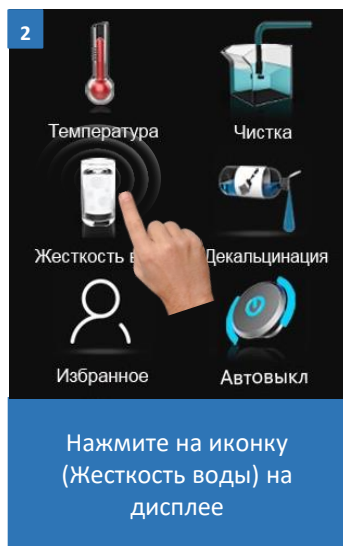 2
Температура Чистка
Жесткость в Декальцинация
Избранное Автовыкл
Нажмите на иконку
(Жесткость воды) на
дисплее